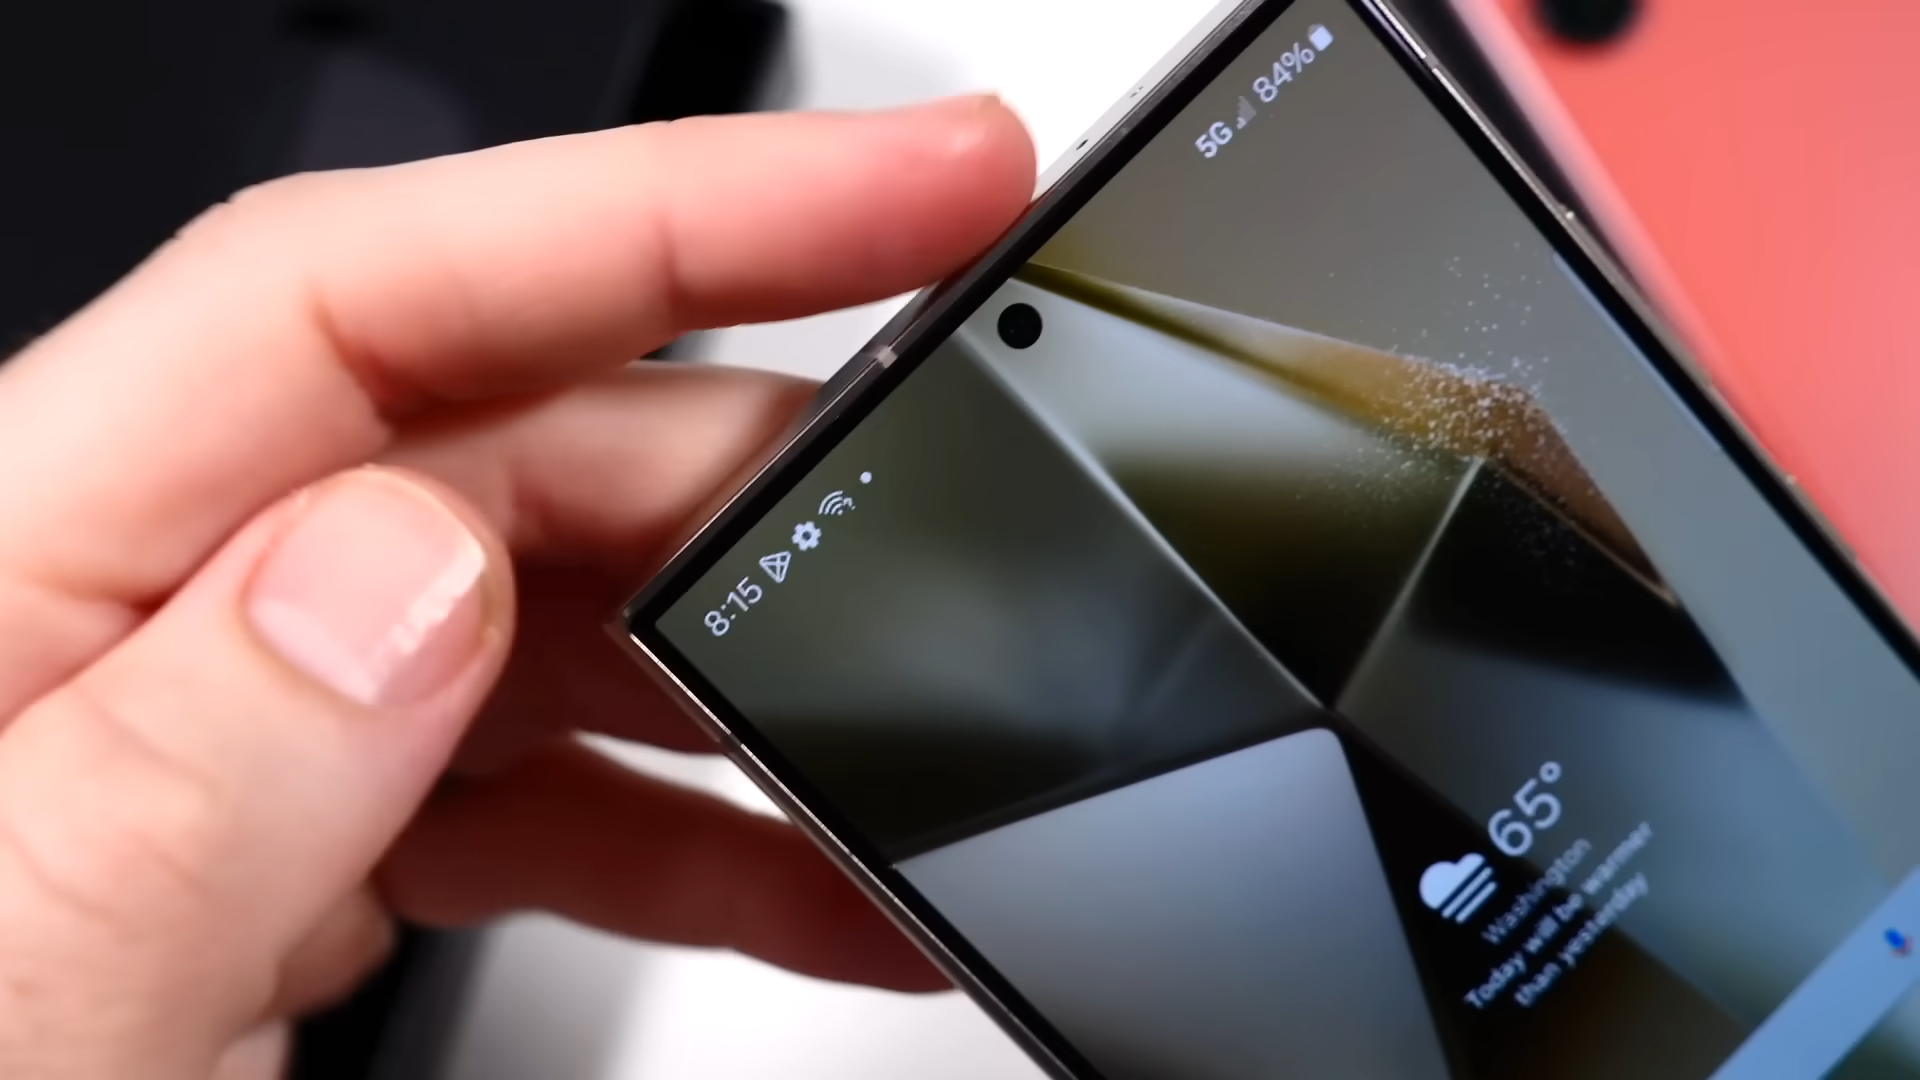 8:15
5G 84%
65°
Washington
Today will be warmer
than yesterday